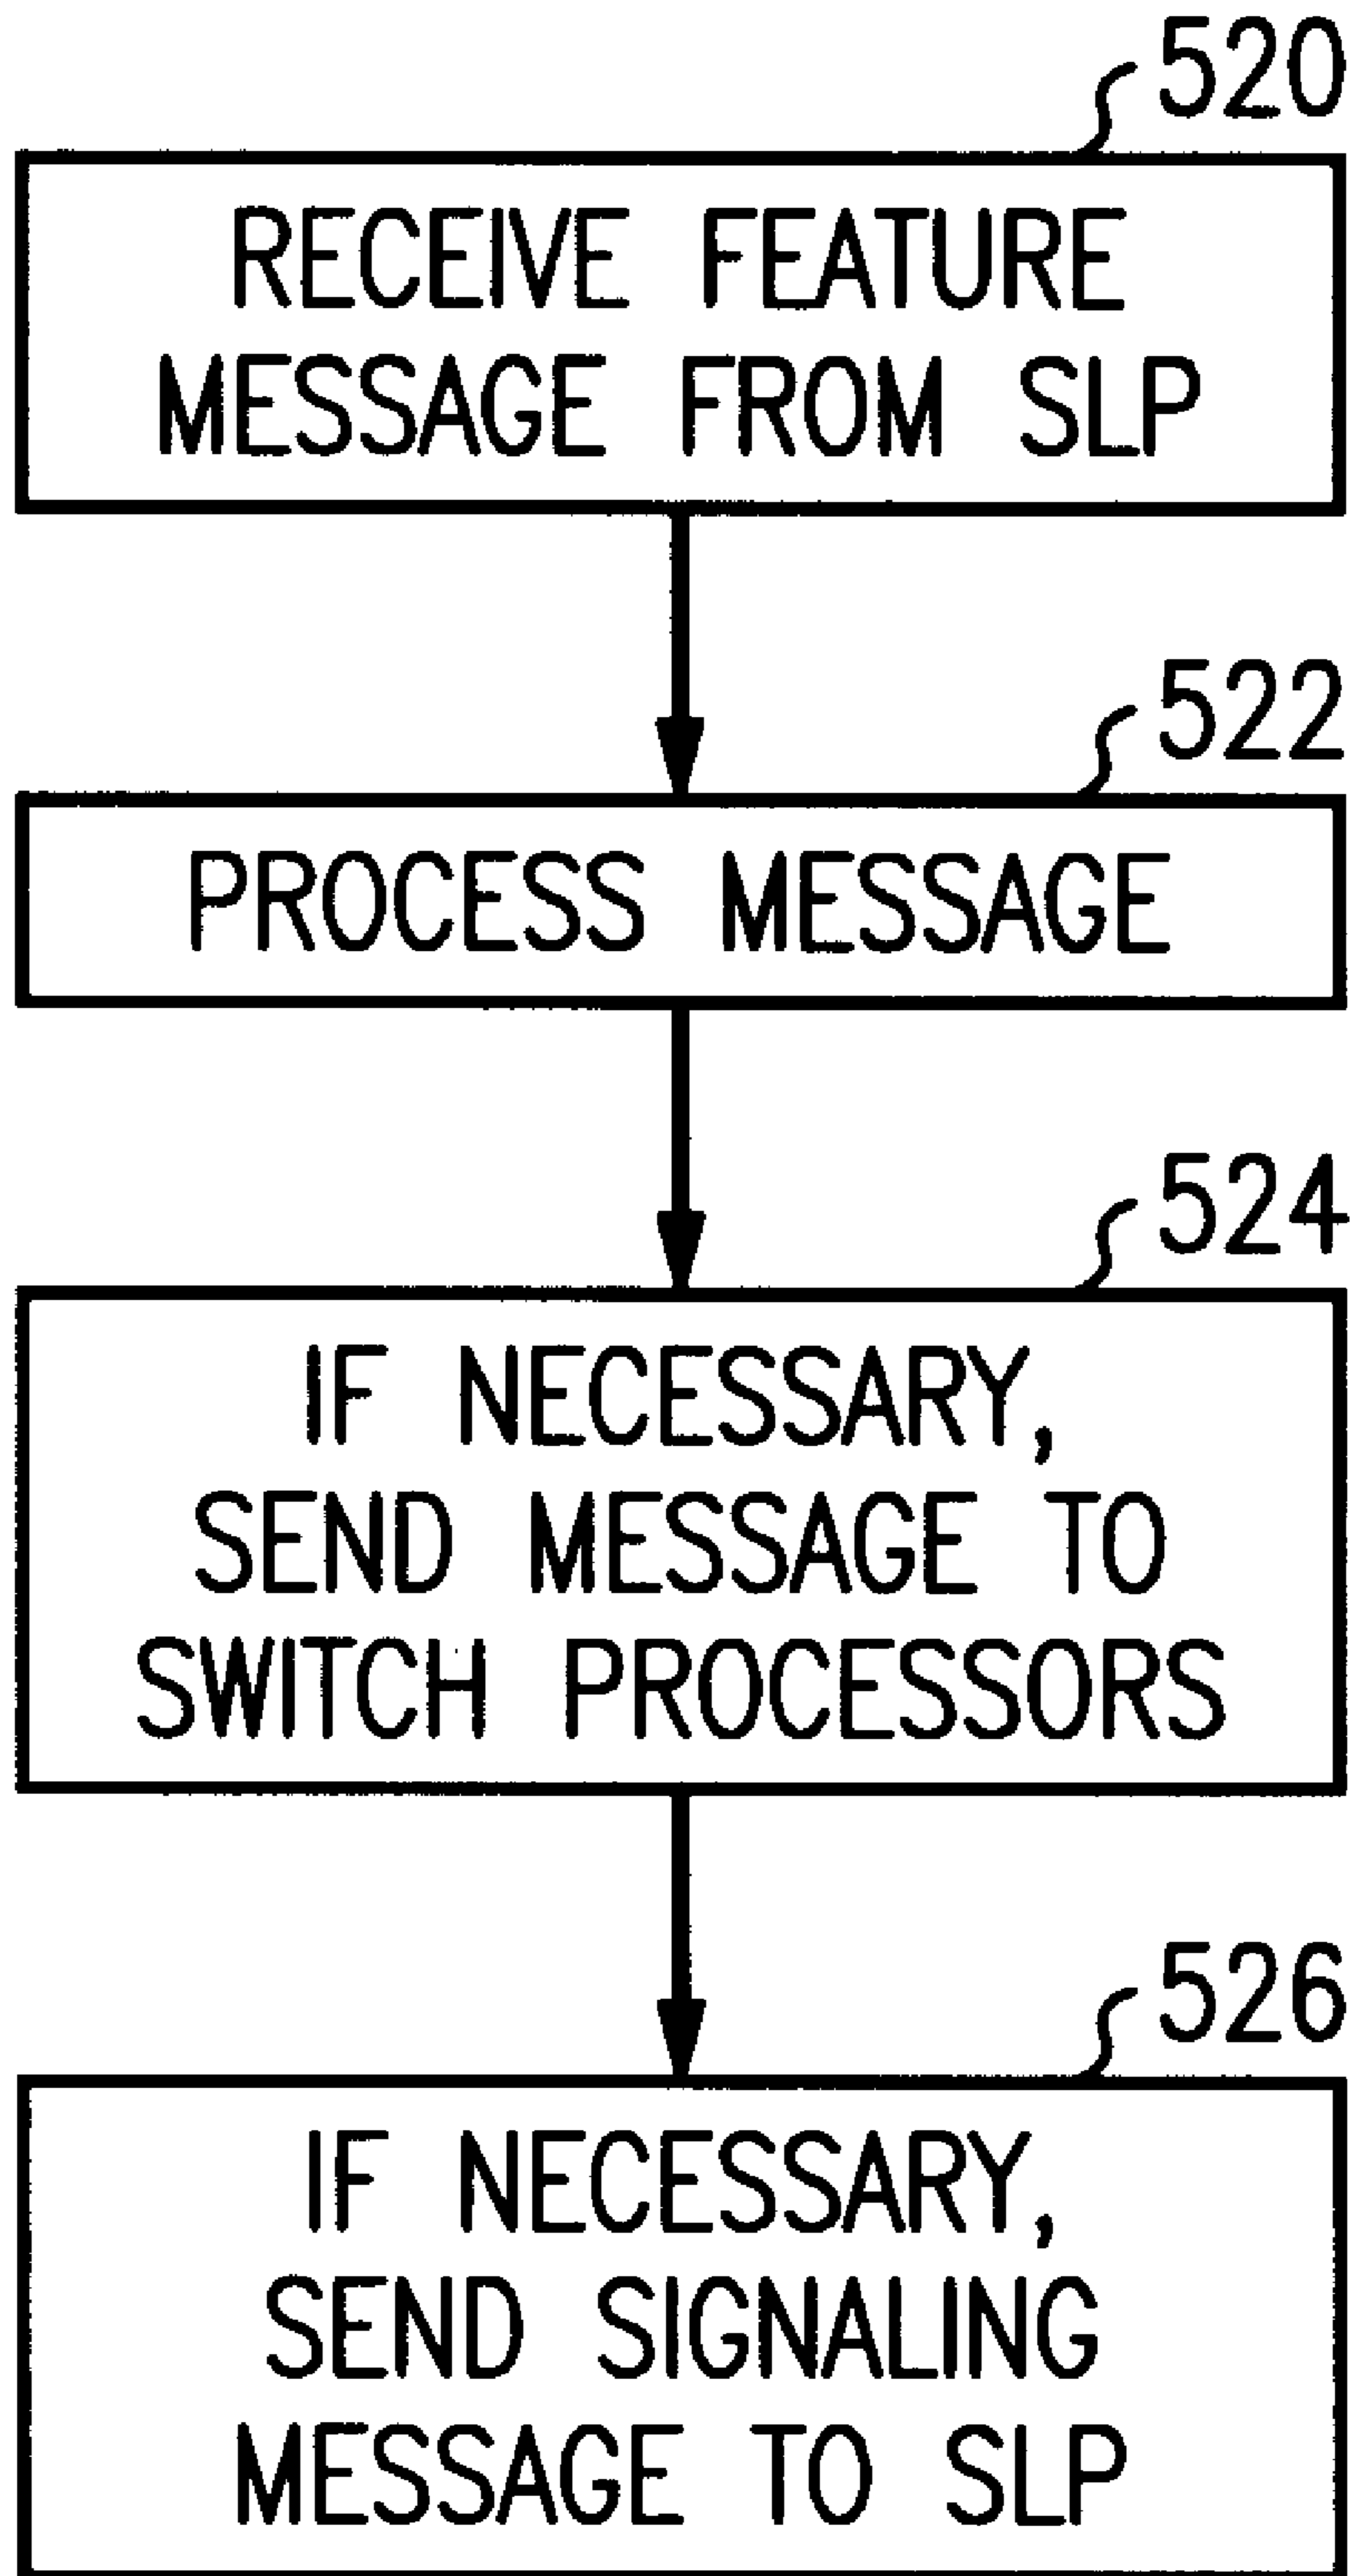 520
RECEIVE FEATURE
MESSAGE FROM SLP
522
PROCESS MESSAGE
524
IF NECESSARY,
SEND MESSAGE TO
SWITCH PROCESSORS
526
IF NECESSARY,
SEND SIGNALING
MESSAGE TO SLP